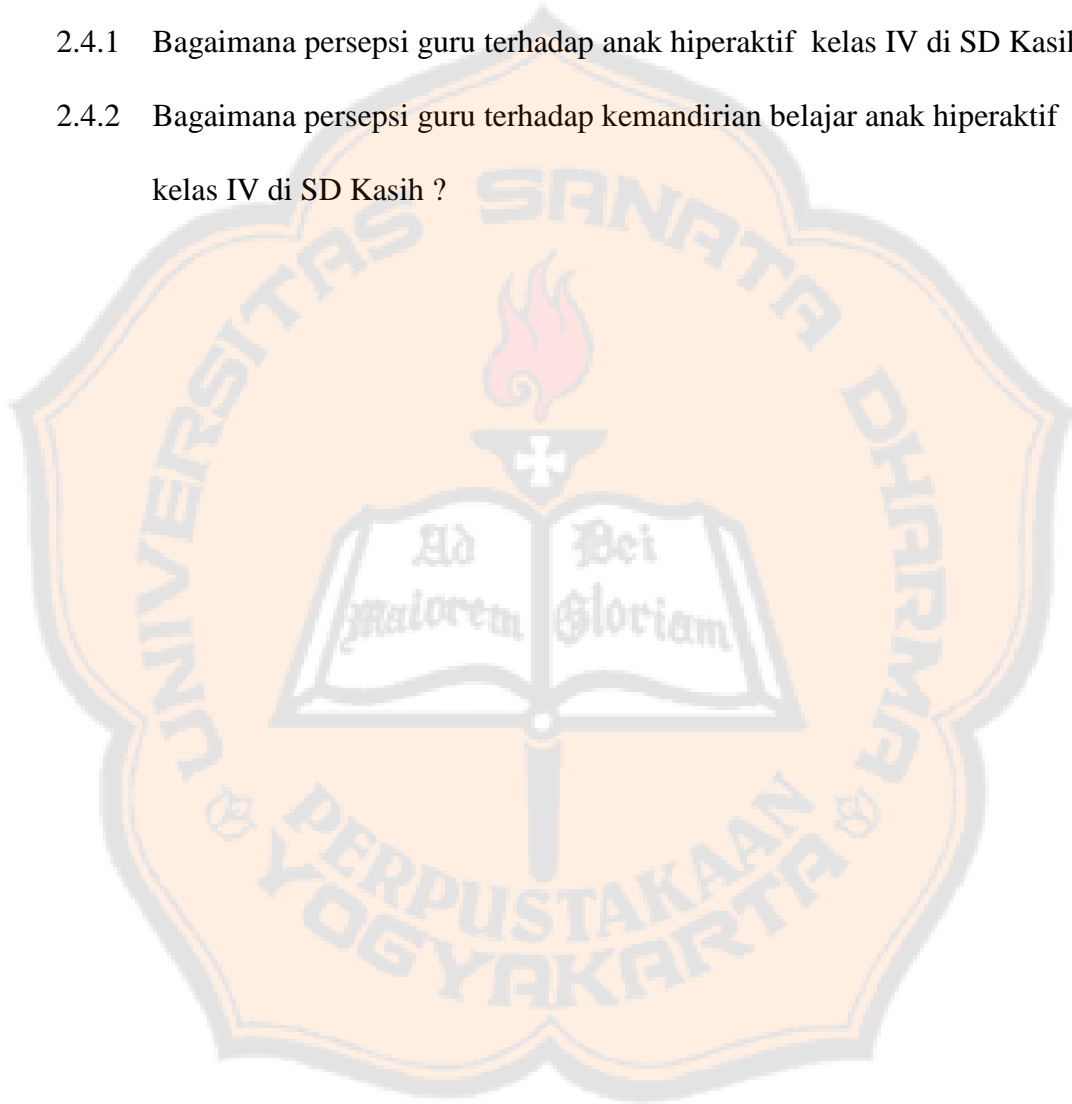 2.4.1 Bagaimana persepsi guru terhadap anak hiperaktif kelas IV di SD Kasih
2.4.2 Bagaimana persepsi guru terhadap kemandirian belajar anak hiperaktif
kelas IV di SD Kasih ?
UNIVERSITAS SANATA DHARMA
Ad Dei
Maiorem Gloriam
PERPUSTAKAAN
YOGYAKARTA